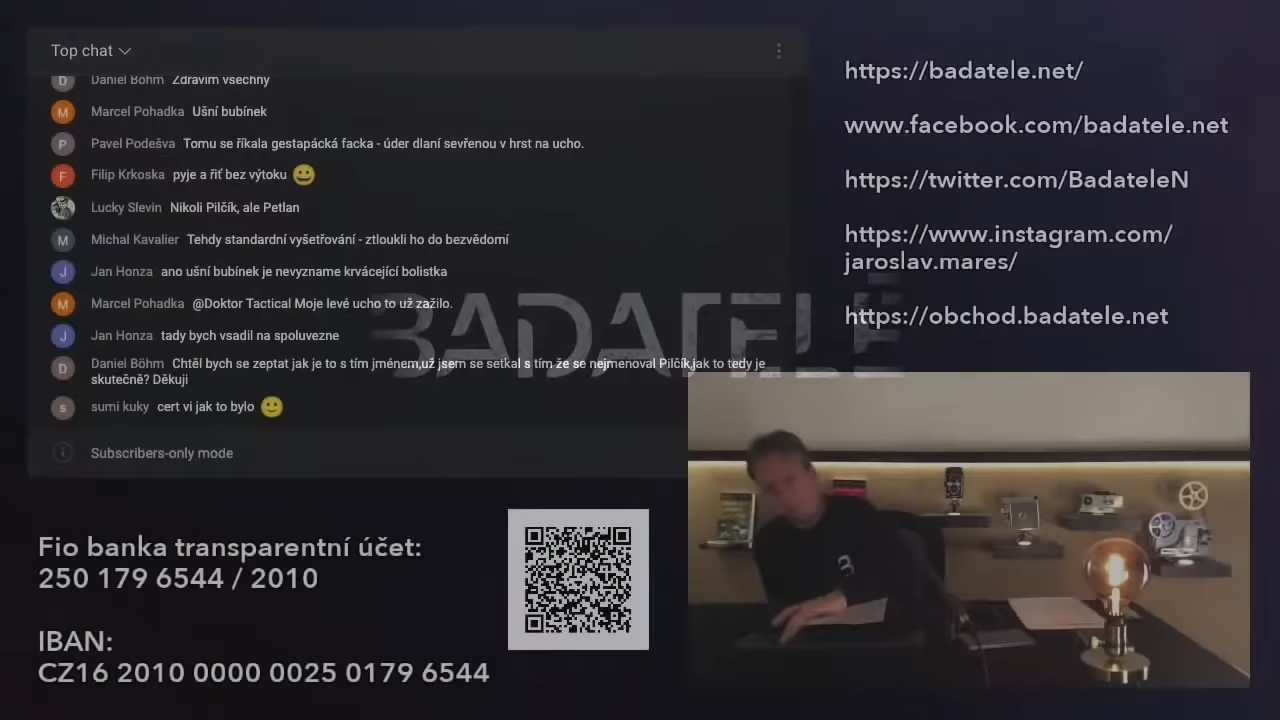 Top chat
Daniel Böhm Zdravím všechny
Marcel Pohadka Ušní bubínek
Pavel Podešva Tomu se říkala gestapácká facka - úder dlaní sevřenou v hrst na ucho.
Filip Krkoska pyje a řiť bez výtoku
Lucky Slevin Nikoli Pilčík, ale Petlan
Michal Kavalier Tehdy standardní vyšetřování - ztloukli ho do bezvědomí
Jan Honza ano ušní bubínek je nevyzname krvácející bolistka
Marcel Pohadka @Doktor Tactical Moje levé ucho to už zažilo.
Jan Honza tady bych vsadil na spoluvezne
Daniel Böhm Chtěl bych se zeptat jak je to s tím jménem,už jsem se setkal s tím že se nejmenoval Pilčík,jak to tedy je
skutečně? Děkuji
sumi kuky cert vi jak to bylo
Subscribers-only mode
BADATELE
https://badatele.net/
www.facebook.com/badatele.net
https://twitter.com/BadateleN
https://www.instagram.com/
jaroslav.mares/
https://obchod.badatele.net
Fio banka transparentní účet:
250 179 6544 / 2010
IBAN:
CZ16 2010 0000 0025 0179 6544